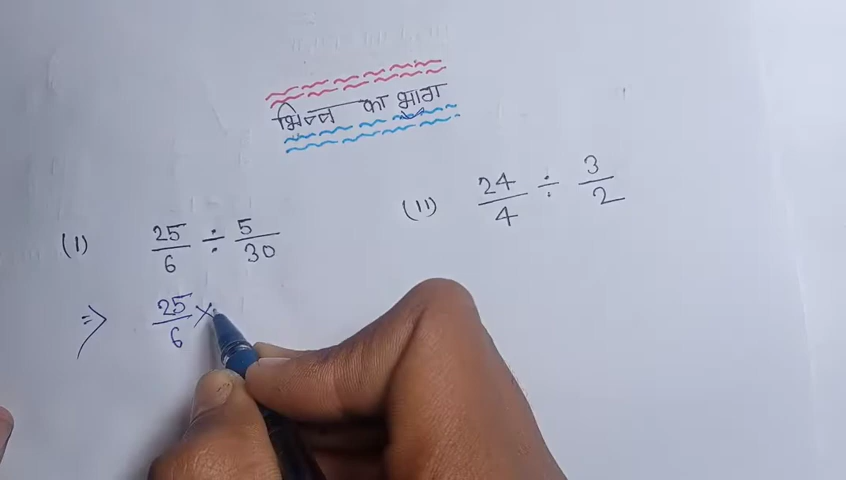 भिन्न का भाग
(I) 25/6 ÷ 5/30
(II) 24/4 ÷ 3/2
⇒ 25/6 ×